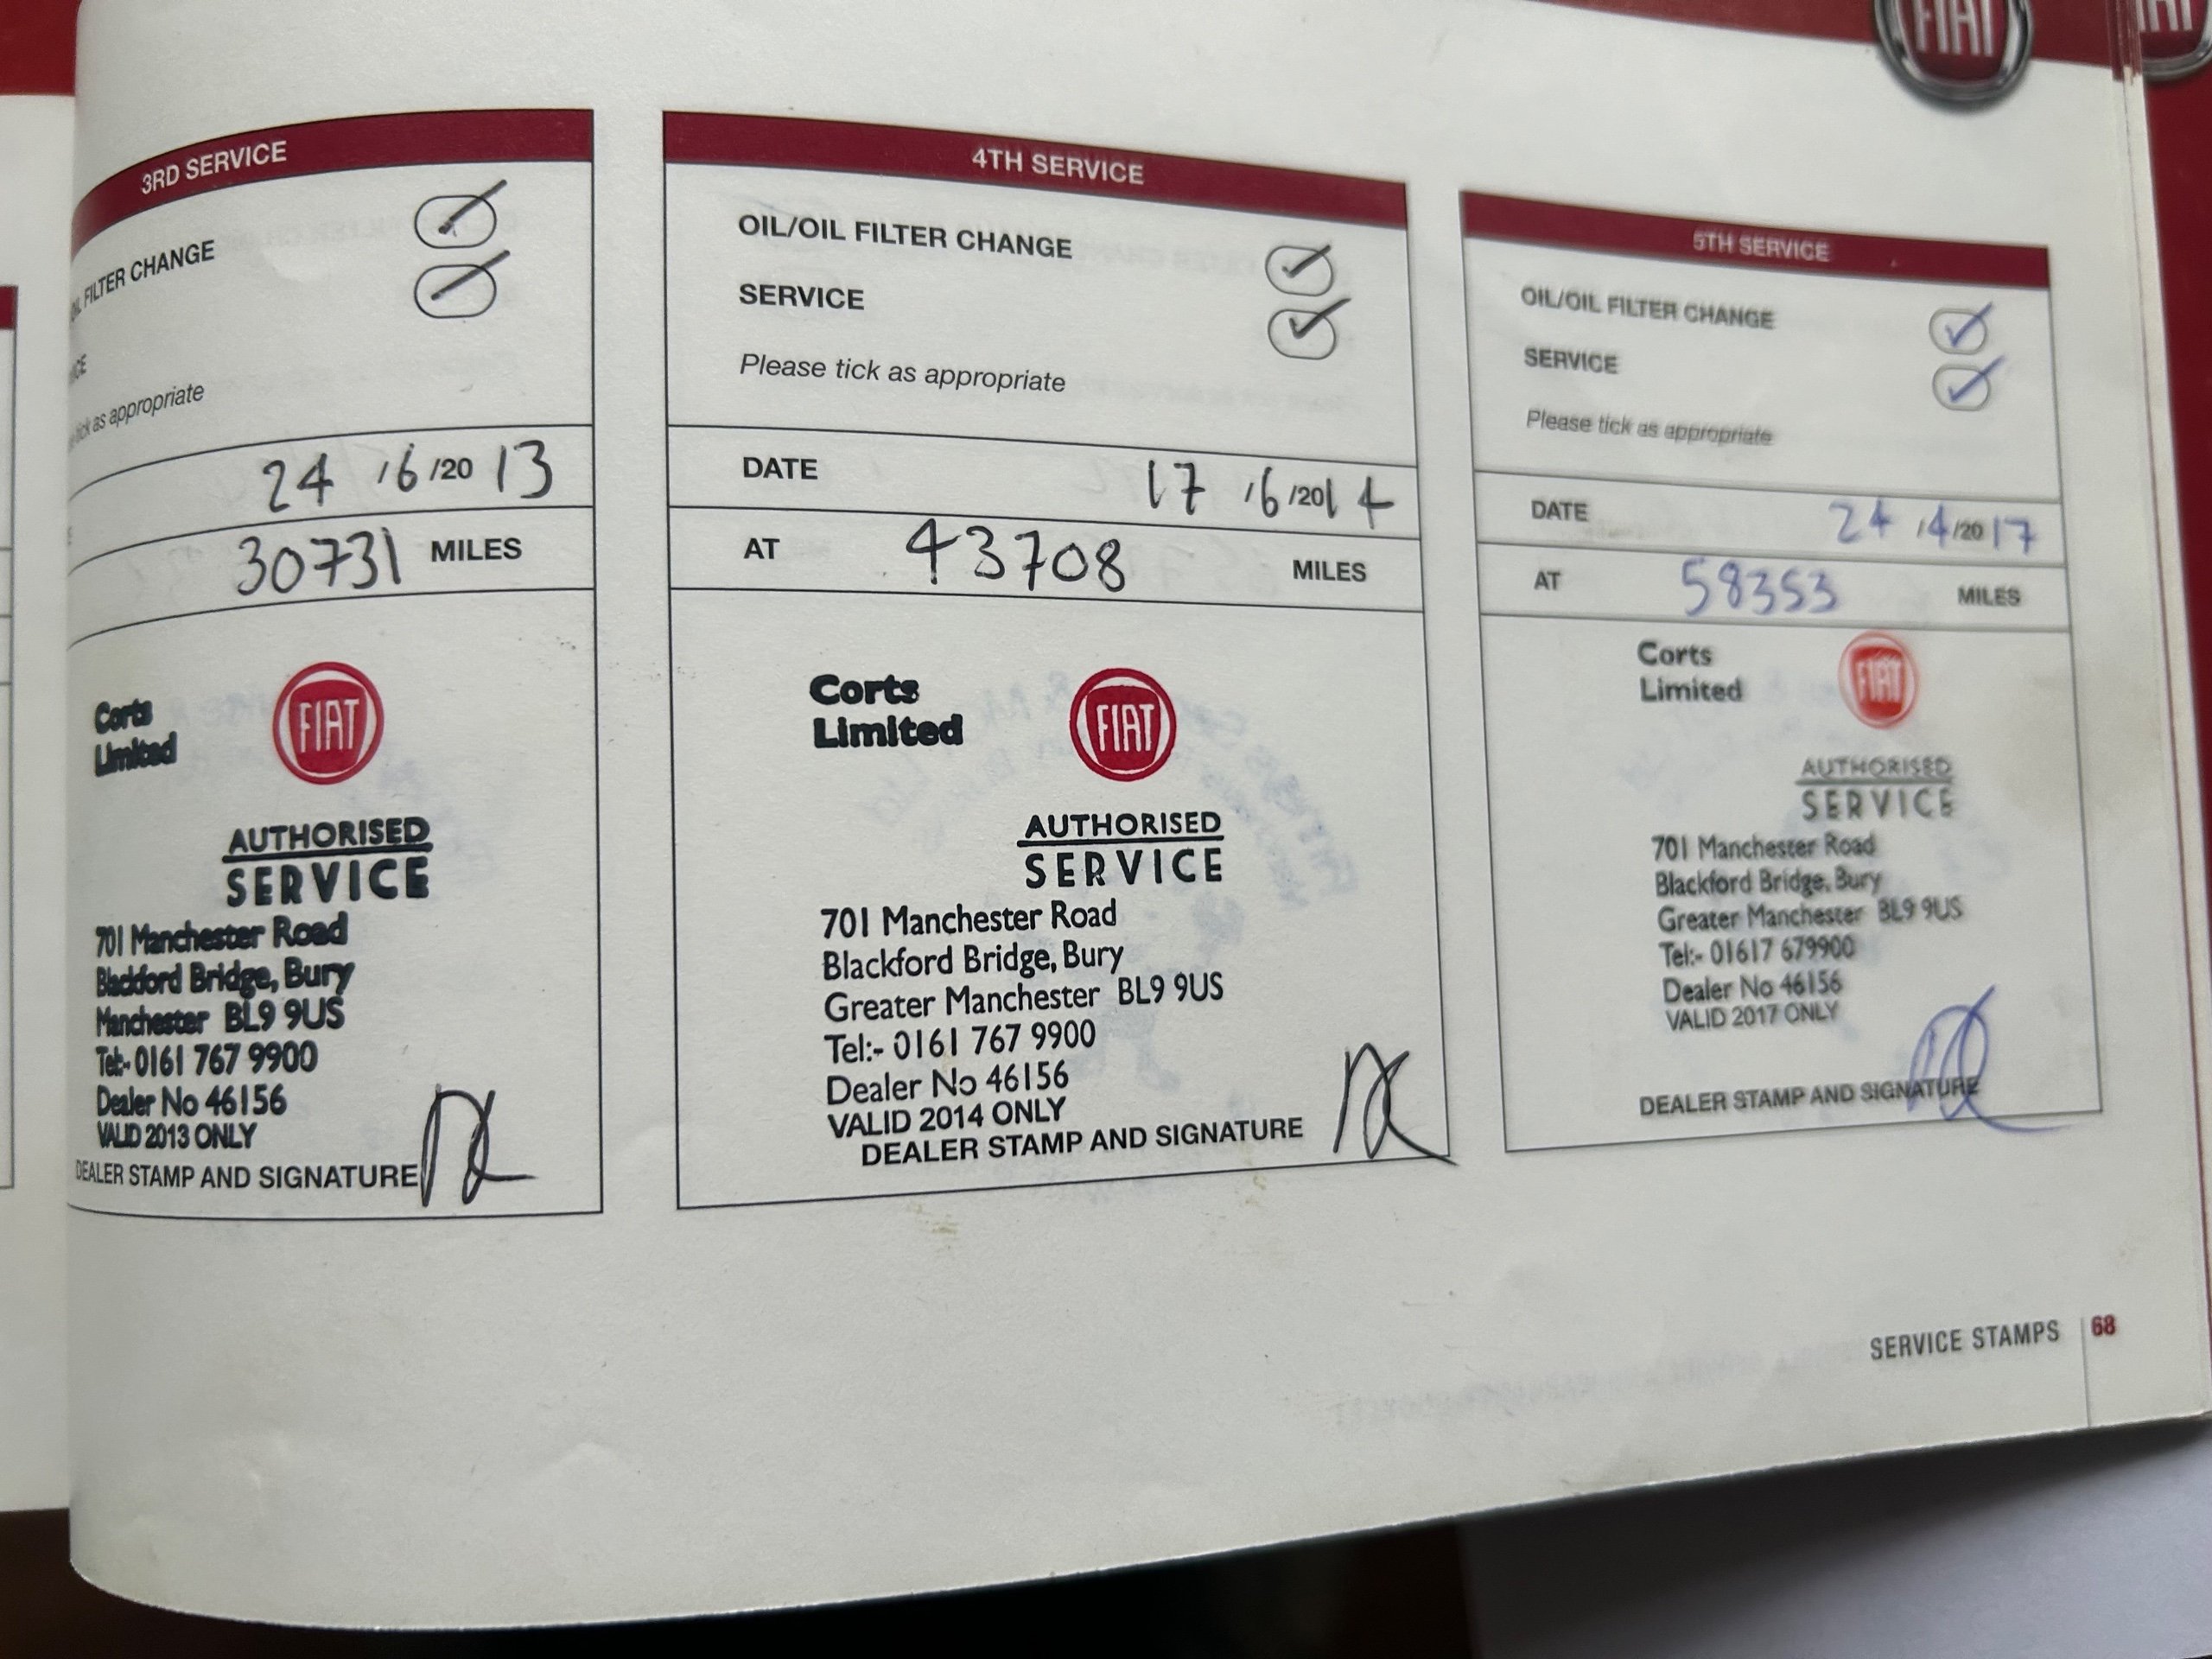 FIAT
3RD SERVICE
FILTER CHANGE
tick as appropriate
24 /6/20 13
30731 MILES
Corts
Limited
FIAT
AUTHORISED
SERVICE
701 Manchester Road
Blackford Bridge, Bury
Manchester BL9 9US
Tel:- 0161 767 9900
Dealer No 46156
VALID 2013 ONLY
DEALER STAMP AND SIGNATURE
4TH SERVICE
OIL/OIL FILTER CHANGE
SERVICE
Please tick as appropriate
DATE 17 /6/2014
AT 43708 MILES
Corts
Limited
FIAT
AUTHORISED
SERVICE
701 Manchester Road
Blackford Bridge, Bury
Greater Manchester BL9 9US
Tel:- 0161 767 9900
Dealer No 46156
VALID 2014 ONLY
DEALER STAMP AND SIGNATURE
5TH SERVICE
OIL/OIL FILTER CHANGE
SERVICE
Please tick as appropriate
DATE 24 /4/20 17
AT 58353 MILES
Corts
Limited
FIAT
AUTHORISED
SERVICE
701 Manchester Road
Blackford Bridge, Bury
Greater Manchester BL9 9US
Tel:- 01617 679900
Dealer No 46156
VALID 2017 ONLY
DEALER STAMP AND SIGNATURE
SERVICE STAMPS 68